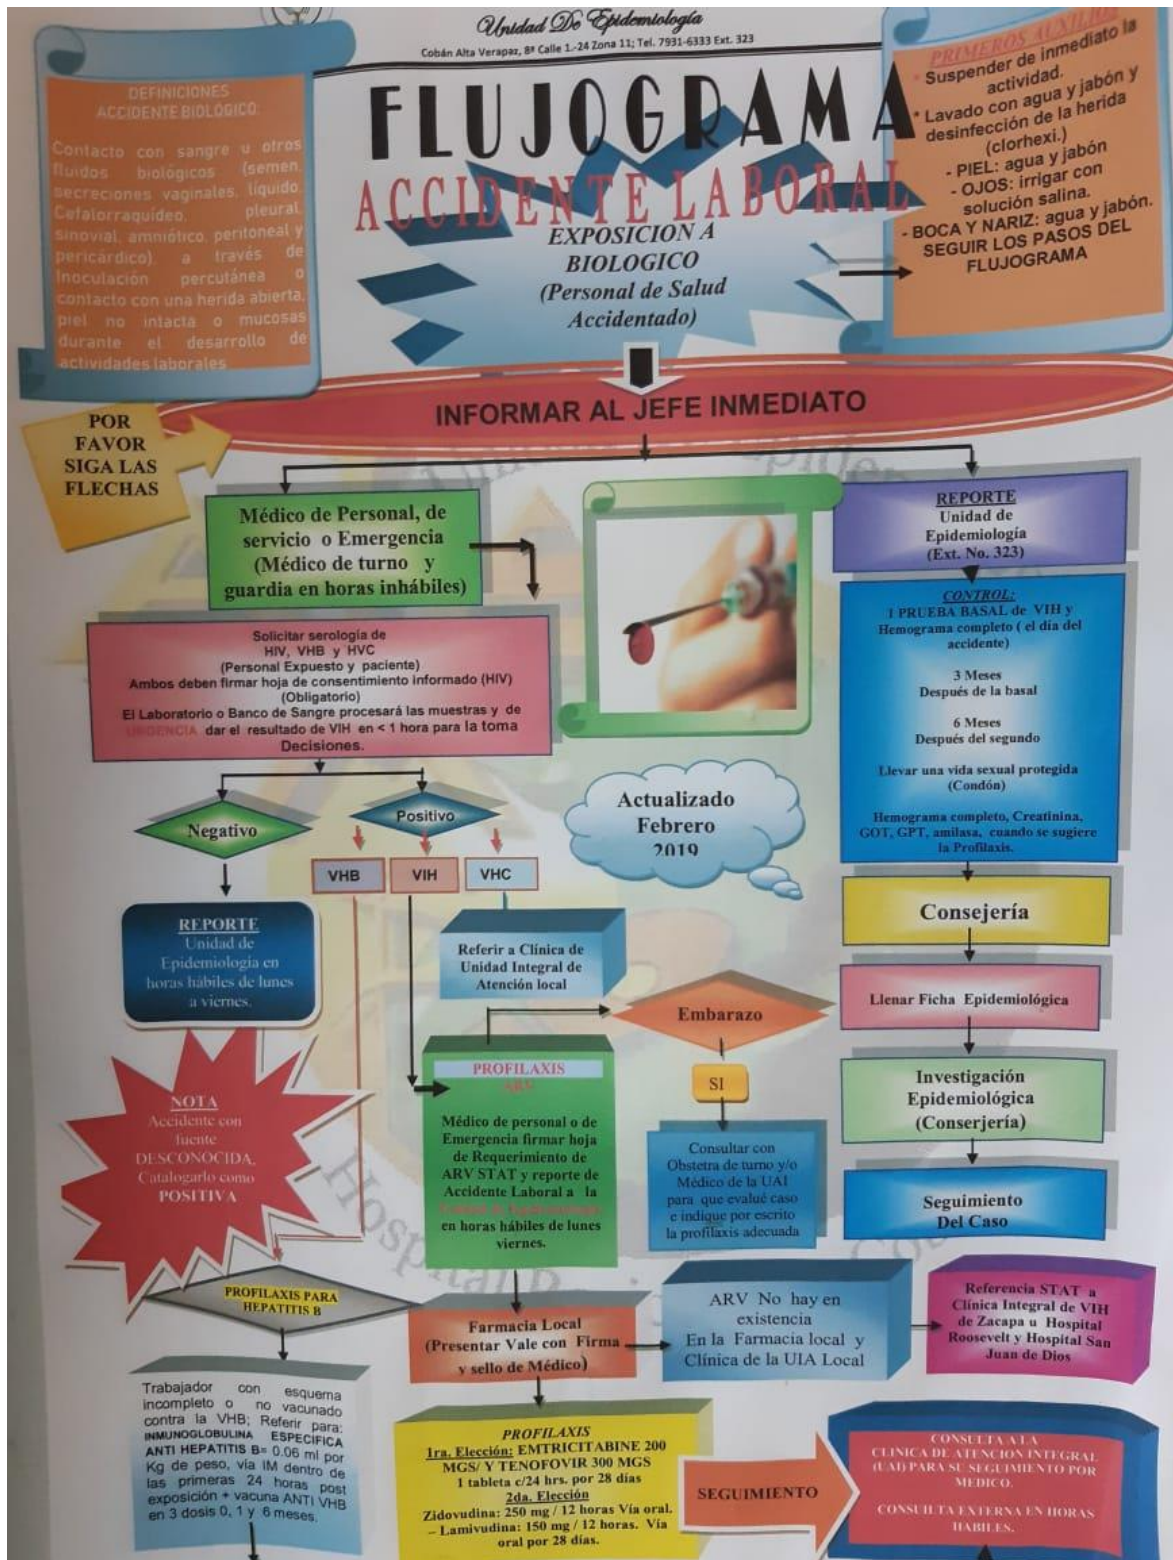 Unidad De Epidemiología
Cobán Alta Verapaz, 8ª Calle 1.-24 Zona 11; Tel. 7931-6333 Ext. 323
FLUJOGRAMA
ACCIDENTE LABORAL
EXPOSICION A
BIOLOGICO
(Personal de Salud
Accidentado)
DEFINICIONES
ACCIDENTE BIOLÓGICO:
Contacto con sangre u otros
fluidos biológicos (semen,
secreciones vaginales, líquido,
Cefalorraquídeo, pleural,
sinovial, amniótico, peritoneal y
pericárdico), a través de
Inoculación percutánea o
contacto con una herida abierta,
piel no intacta o mucosas
durante el desarrollo de
actividades laborales
PRIMEROS AUXILIOS
* Suspender de inmediato la
actividad.
* Lavado con agua y jabón y
desinfección de la herida
(clorhexi.)
- PIEL: agua y jabón
- OJOS: irrigar con
solución salina.
- BOCA Y NARIZ: agua y jabón.
SEGUIR LOS PASOS DEL
FLUJOGRAMA
INFORMAR AL JEFE INMEDIATO
POR
FAVOR
SIGA LAS
FLECHAS
Médico de Personal, de
servicio o Emergencia
(Médico de turno y
guardia en horas inhábiles)
Solicitar serología de
HIV, VHB y HVC
(Personal Expuesto y paciente)
Ambos deben firmar hoja de consentimiento informado (HIV)
(Obligatorio)
El Laboratorio o Banco de Sangre procesará las muestras y de
URGENCIA dar el resultado de VIH en < 1 hora para la toma
Decisiones.
Negativo
Positivo
VHB
VIH
VHC
REPORTE
Unidad de
Epidemiología en
horas hábiles de lunes
a viernes.
Referir a Clínica de
Unidad Integral de
Atención local
Actualizado
Febrero
2019
REPORTE
Unidad de
Epidemiología
(Ext. No. 323)
CONTROL:
1 PRUEBA BASAL de VIH y
Hemograma completo ( el día del
accidente)
3 Meses
Después de la basal
6 Meses
Después del segundo
Llevar una vida sexual protegida
(Condón)
Hemograma completo, Creatinina,
GOT, GPT, amilasa, cuando se sugiere
la Profilaxis.
Consejería
Llenar Ficha Epidemiológica
Investigación
Epidemiológica
(Conserjería)
Seguimiento
Del Caso
Embarazo
SI
Consultar con
Obstetra de turno y/o
Médico de la UAI
para que evalué caso
e indique por escrito
la profilaxis adecuada
PROFILAXIS
ARV
Médico de personal o de
Emergencia firmar hoja
de Requerimiento de
ARV STAT y reporte de
Accidente Laboral a la
Unidad de Epidemiología
en horas hábiles de lunes
viernes.
NOTA
Accidente con
fuente
DESCONOCIDA,
Catalogarlo como
POSITIVA
PROFILAXIS PARA
HEPATITIS B
Farmacia Local
(Presentar Vale con Firma
y sello de Médico)
ARV No hay en
existencia
En la Farmacia local y
Clínica de la UIA Local
Referencia STAT a
Clínica Integral de VIH
de Zacapa u Hospital
Roosevelt y Hospital San
Juan de Dios
Trabajador con esquema
incompleto o no vacunado
contra la VHB; Referir para:
INMUNOGLOBULINA ESPECIFICA
ANTI HEPATITIS B= 0.06 ml por
Kg de peso, vía IM dentro de
las primeras 24 horas post
exposición + vacuna ANTI VHB
en 3 dosis 0, 1 y 6 meses.
PROFILAXIS
1ra. Elección: EMTRICITABINE 200
MGS/ Y TENOFOVIR 300 MGS
1 tableta c/24 hrs. por 28 días
2da. Elección
Zidovudina: 250 mg / 12 horas Vía oral.
– Lamivudina: 150 mg / 12 horas. Vía
oral por 28 días.
SEGUIMIENTO
CONSULTA A LA
CLINICA DE ATENCION INTEGRAL
(UAI) PARA SU SEGUIMIENTO POR
MEDICO.
CONSULTA EXTERNA EN HORAS
HABILES.